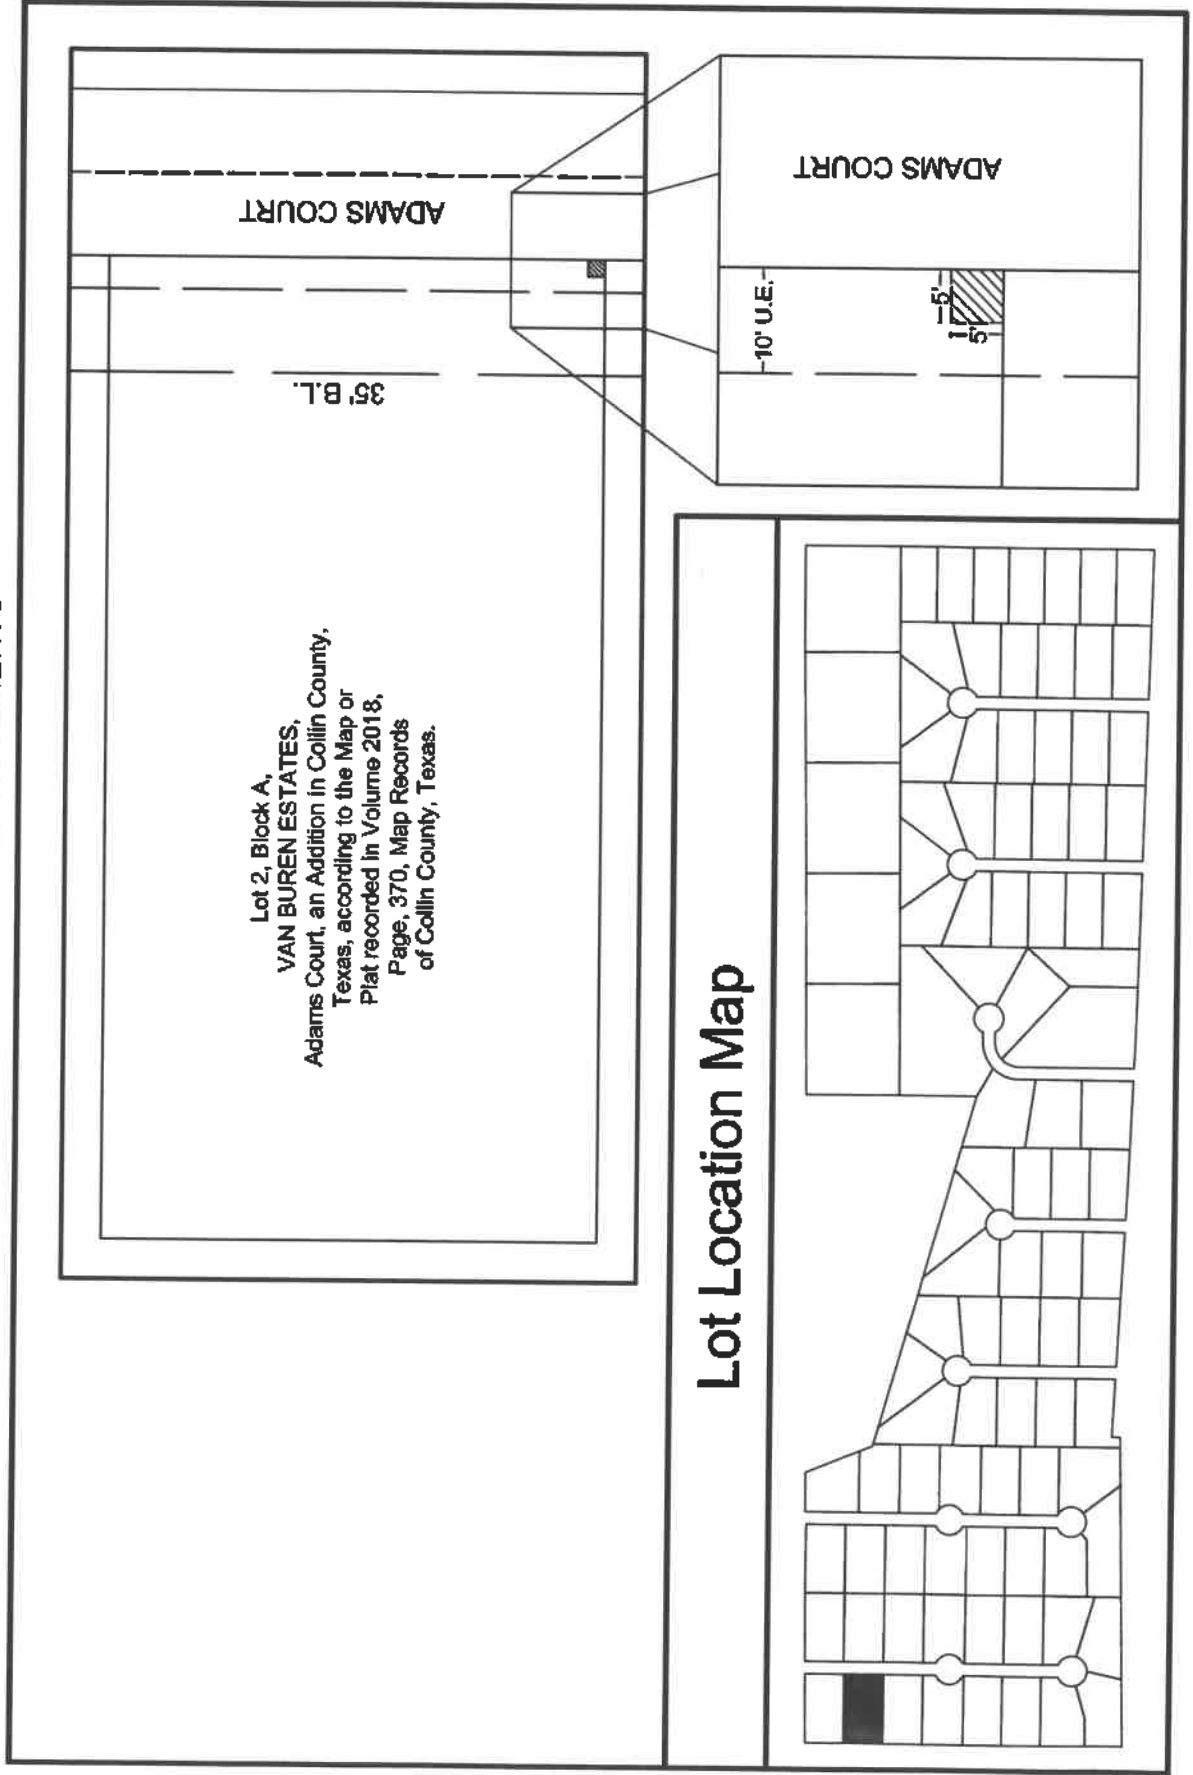 Lot 2, Block A,
VAN BUREN ESTATES,
Adams Court, an Addition in Collin County,
Texas, according to the Map or
Plat recorded in Volume 2018,
Page, 370, Map Records
of Collin County, Texas.
35' B.L.
ADAMS COURT
Lot Location Map
10' U.E.
5'
5'
ADAMS COURT